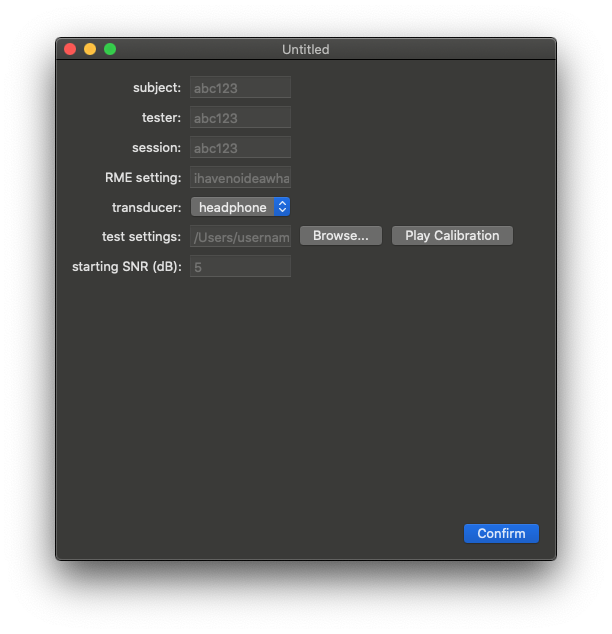 Untitled
subject: abc123
tester: abc123
session: abc123
RME setting: ihavenoideawha
transducer: headphone
test settings: /Users/usernam Browse... Play Calibration
starting SNR (dB): 5
Confirm